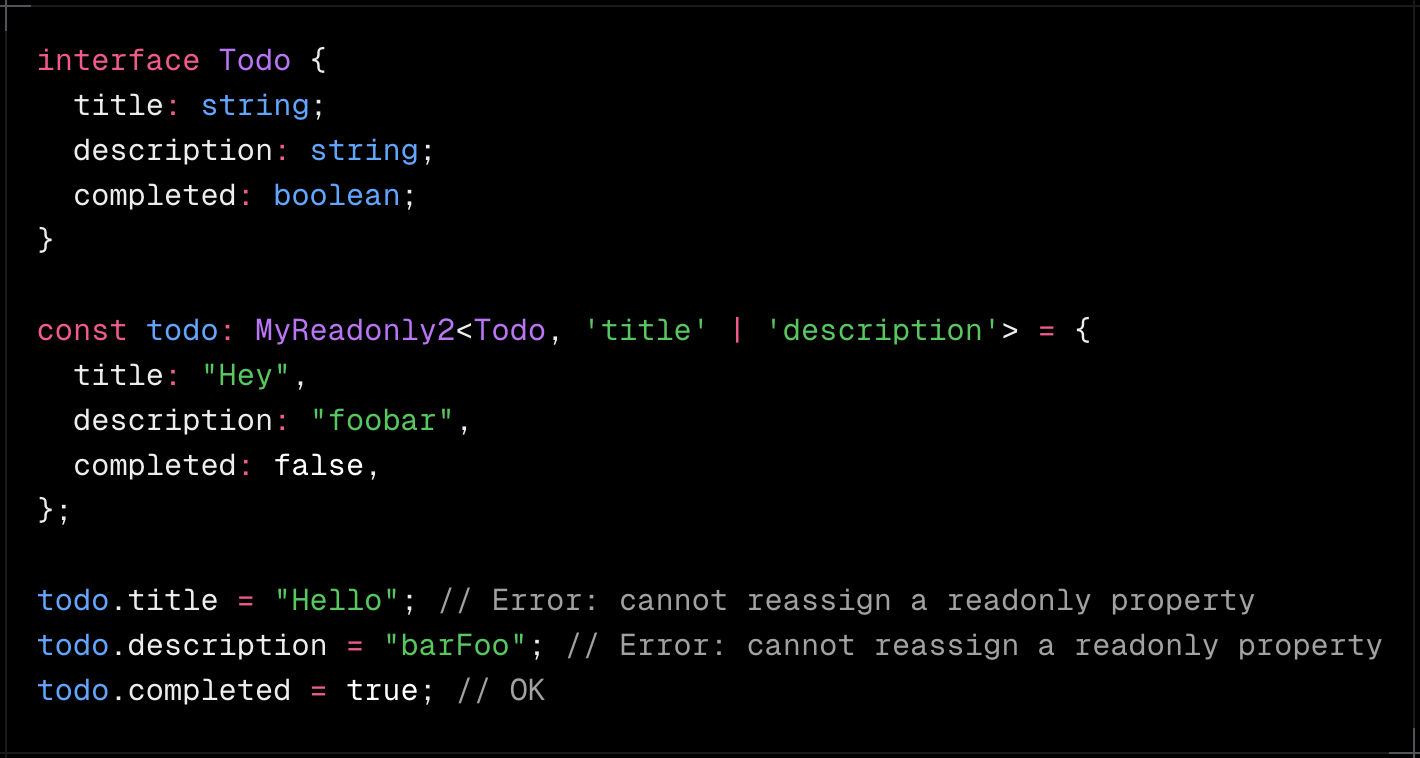 interface Todo {
  title: string;
  description: string;
  completed: boolean;
}

const todo: MyReadonly2<Todo, 'title' | 'description'> = {
  title: "Hey",
  description: "foobar",
  completed: false,
};

todo.title = "Hello"; // Error: cannot reassign a readonly property
todo.description = "barFoo"; // Error: cannot reassign a readonly property
todo.completed = true; // OK